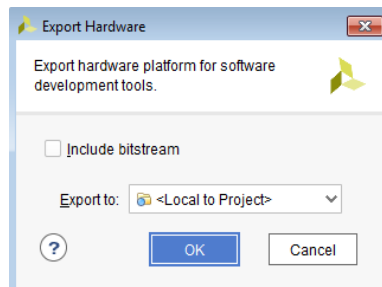 Export Hardware
Export hardware platform for software
development tools.
Include bitstream
Export to: <Local to Project>
?
OK Cancel